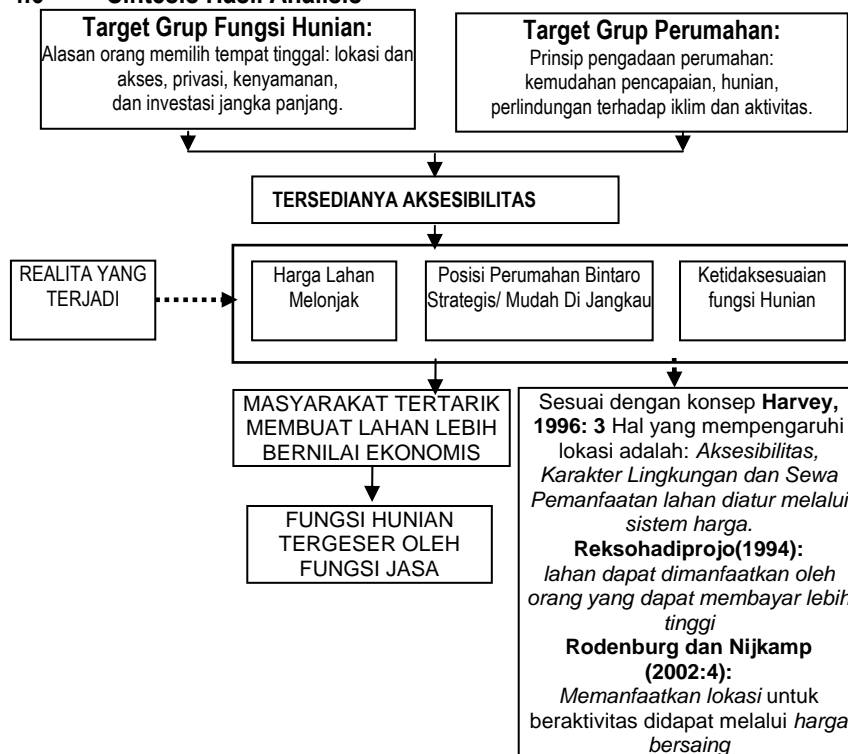 Target Grup Fungsi Hunian:
Alasan orang memilih tempat tinggal: lokasi dan
akses, privasi, kenyamanan,
dan investasi jangka panjang.
Target Grup Perumahan:
Prinsip pengadaan perumahan:
kemudahan pencapaian, hunian,
perlindungan terhadap iklim dan aktivitas.
TERSEDIANYA AKSESIBILITAS
REALITA YANG
TERJADI
Harga Lahan
Melonjak
Posisi Perumahan Bintaro
Strategis/ Mudah Di Jangkau
Ketidaksesuaian
fungsi Hunian
MASYARAKAT TERTARIK
MEMBUAT LAHAN LEBIH
BERNILAI EKONOMIS
FUNGSI HUNIAN
TERGESER OLEH
FUNGSI JASA
Sesuai dengan konsep Harvey,
1996: 3 Hal yang mempengaruhi
lokasi adalah: Aksesibilitas,
Karakter Lingkungan dan Sewa
Pemanfaatan lahan diatur melalui
sistem harga.
Reksohadiprojo(1994):
lahan dapat dimanfaatkan oleh
orang yang dapat membayar lebih
tinggi
Rodenburg dan Nijkamp
(2002:4):
Memanfaatkan lokasi untuk
beraktivitas didapat melalui harga
bersaing